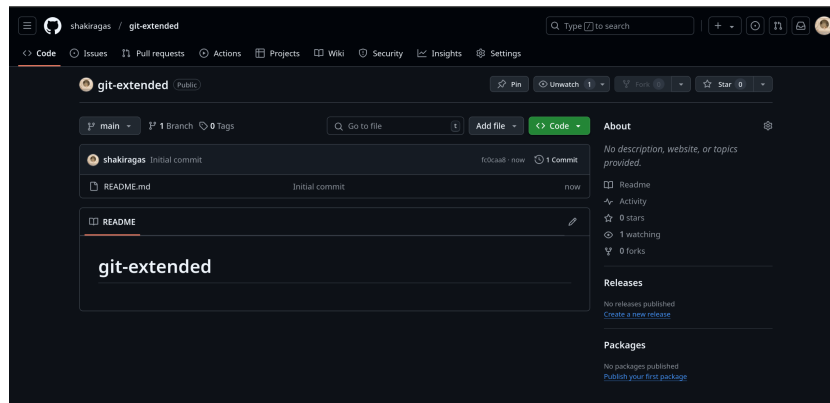 shakiragas / git-extended
Q Type / to search
<> Code Issues Pull requests Actions Projects Wiki Security Insights Settings
git-extended Public
Pin Unwatch 1 Fork 0 Star 0
main 1 Branch 0 Tags
Go to file t
Add file <> Code
shakiragas Initial commit
fc0caa8 · now 1 Commit
README.md Initial commit now
README
git-extended
About
No description, website, or topics
provided.
Readme
Activity
0 stars
1 watching
0 forks
Releases
No releases published
Create a new release
Packages
No packages published
Publish your first package